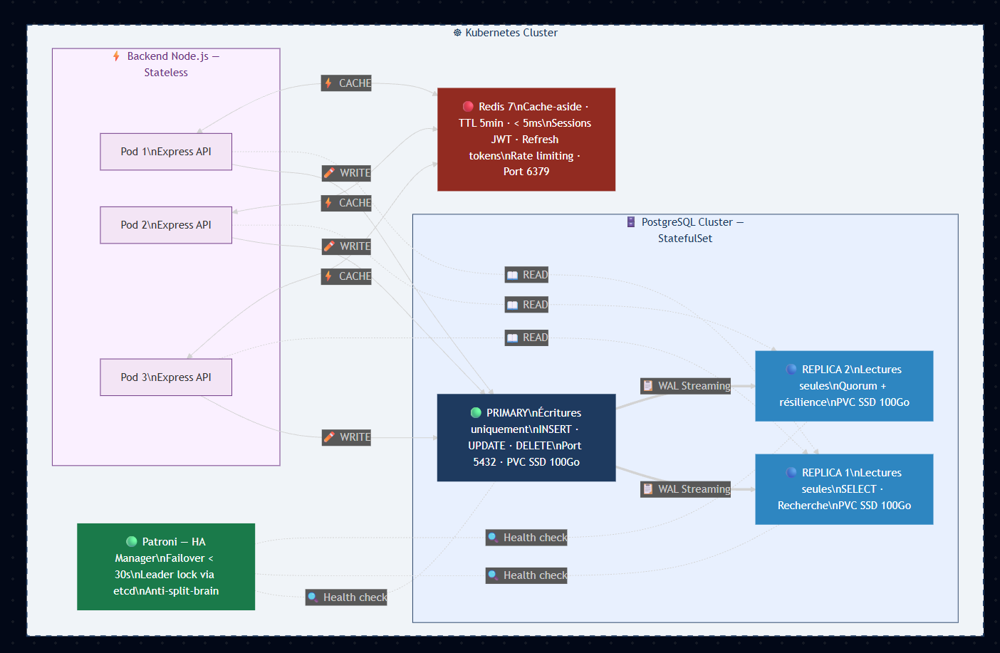 ☸ Kubernetes Cluster
⚡ Backend Node.js —
Stateless
⚡ CACHE
🔴 Redis 7\nCache-aside ·
TTL 5min · < 5ms\nSessions
JWT · Refresh
tokens\nRate limiting ·
Port 6379
Pod 1\nExpress API
✏️ WRITE
⚡ CACHE
Pod 2\nExpress API
✏️ WRITE
⚡ CACHE
🗄️ PostgreSQL Cluster —
StatefulSet
📖 READ
📖 READ
📖 READ
Pod 3\nExpress API
✏️ WRITE
🟢 PRIMARY\nÉcritures
uniquement\nINSERT ·
UPDATE · DELETE\nPort
5432 · PVC SSD 100Go
📋 WAL Streaming
🔵 REPLICA 2\nLectures
seules\nQuorum +
résilience\nPVC SSD 100Go
📋 WAL Streaming
🔵 REPLICA 1\nLectures
seules\nSELECT ·
Recherche\nPVC SSD 100Go
🟢 Patroni — HA
Manager\nFailover <
30s\nLeader lock via
etcd\nAnti-split-brain
🔍 Health check
🔍 Health check
🔍 Health check